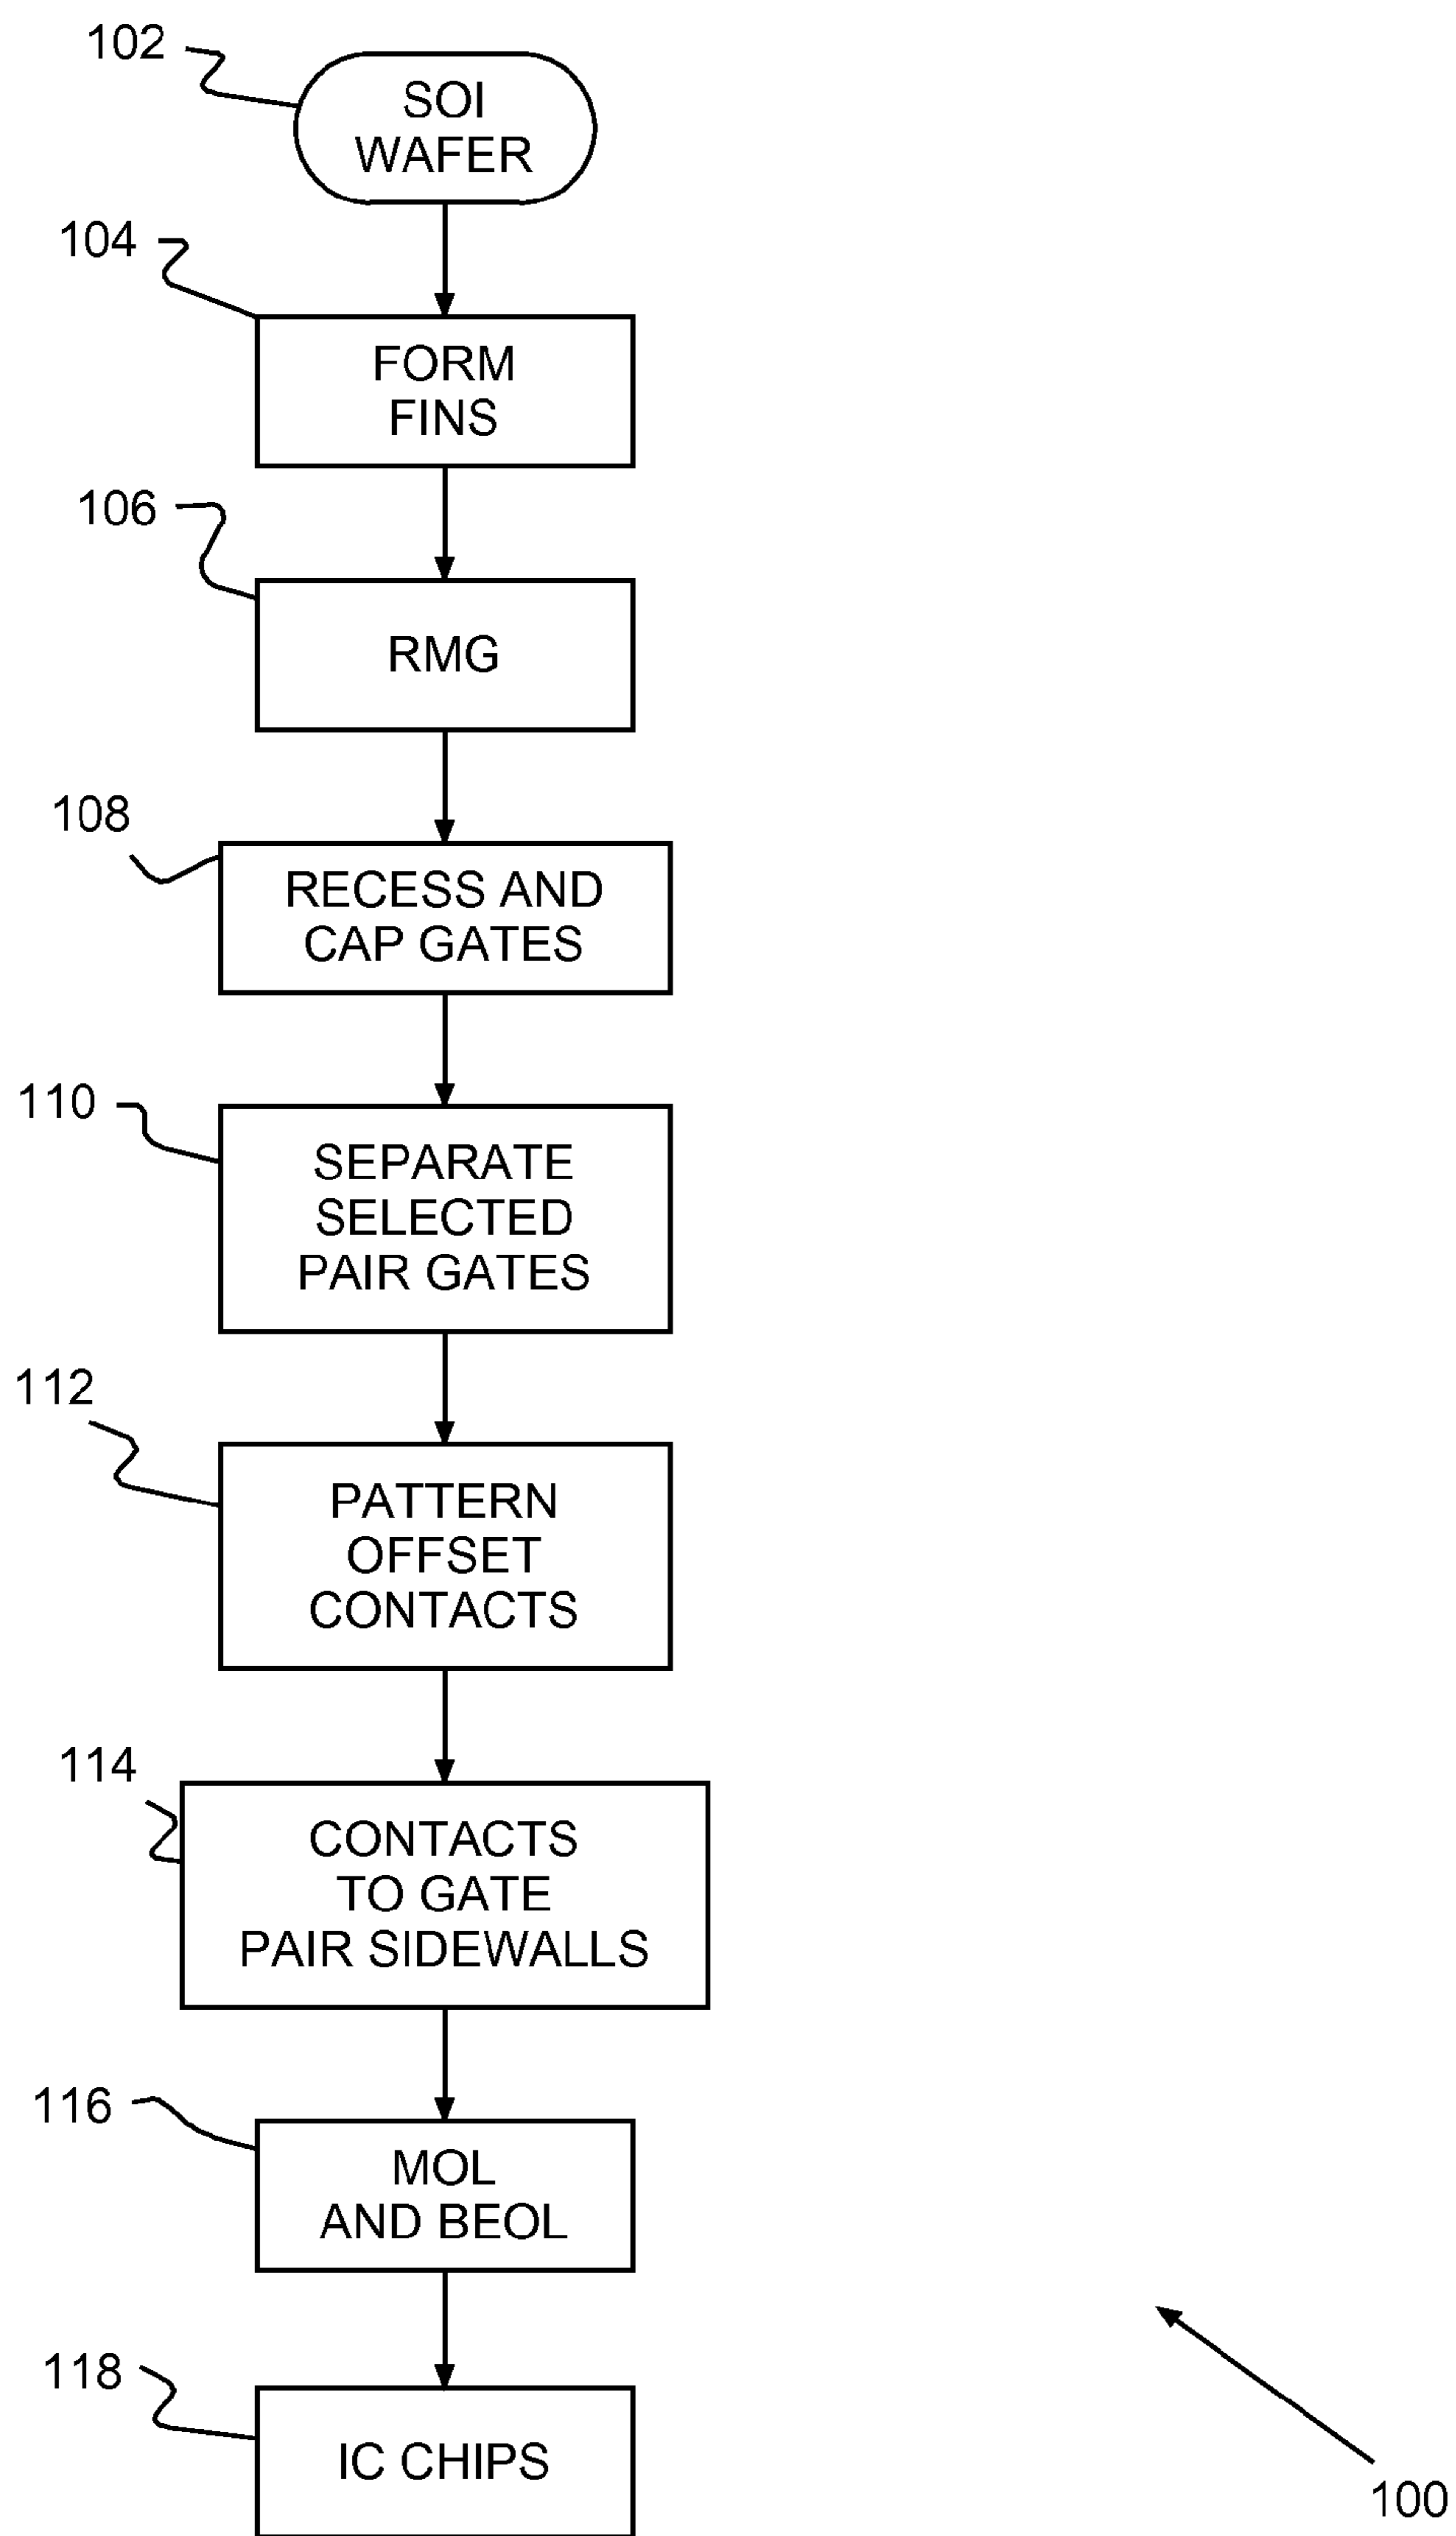 102
SOI
WAFER
104
FORM
FINS
106
RMG
108
RECESS AND
CAP GATES
110
SEPARATE
SELECTED
PAIR GATES
112
PATTERN
OFFSET
CONTACTS
114
CONTACTS
TO GATE
PAIR SIDEWALLS
116
MOL
AND BEOL
118
IC CHIPS
100